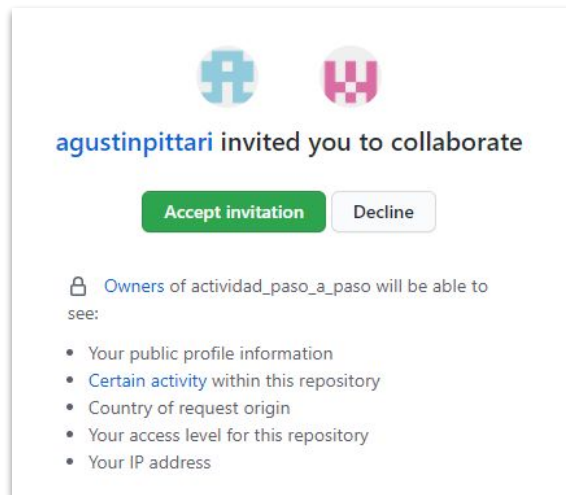 agustinpittari invited you to collaborate
Accept invitation
Decline
Owners of actividad_paso_a_paso will be able to
see:
Your public profile information
Certain activity within this repository
Country of request origin
Your access level for this repository
Your IP address